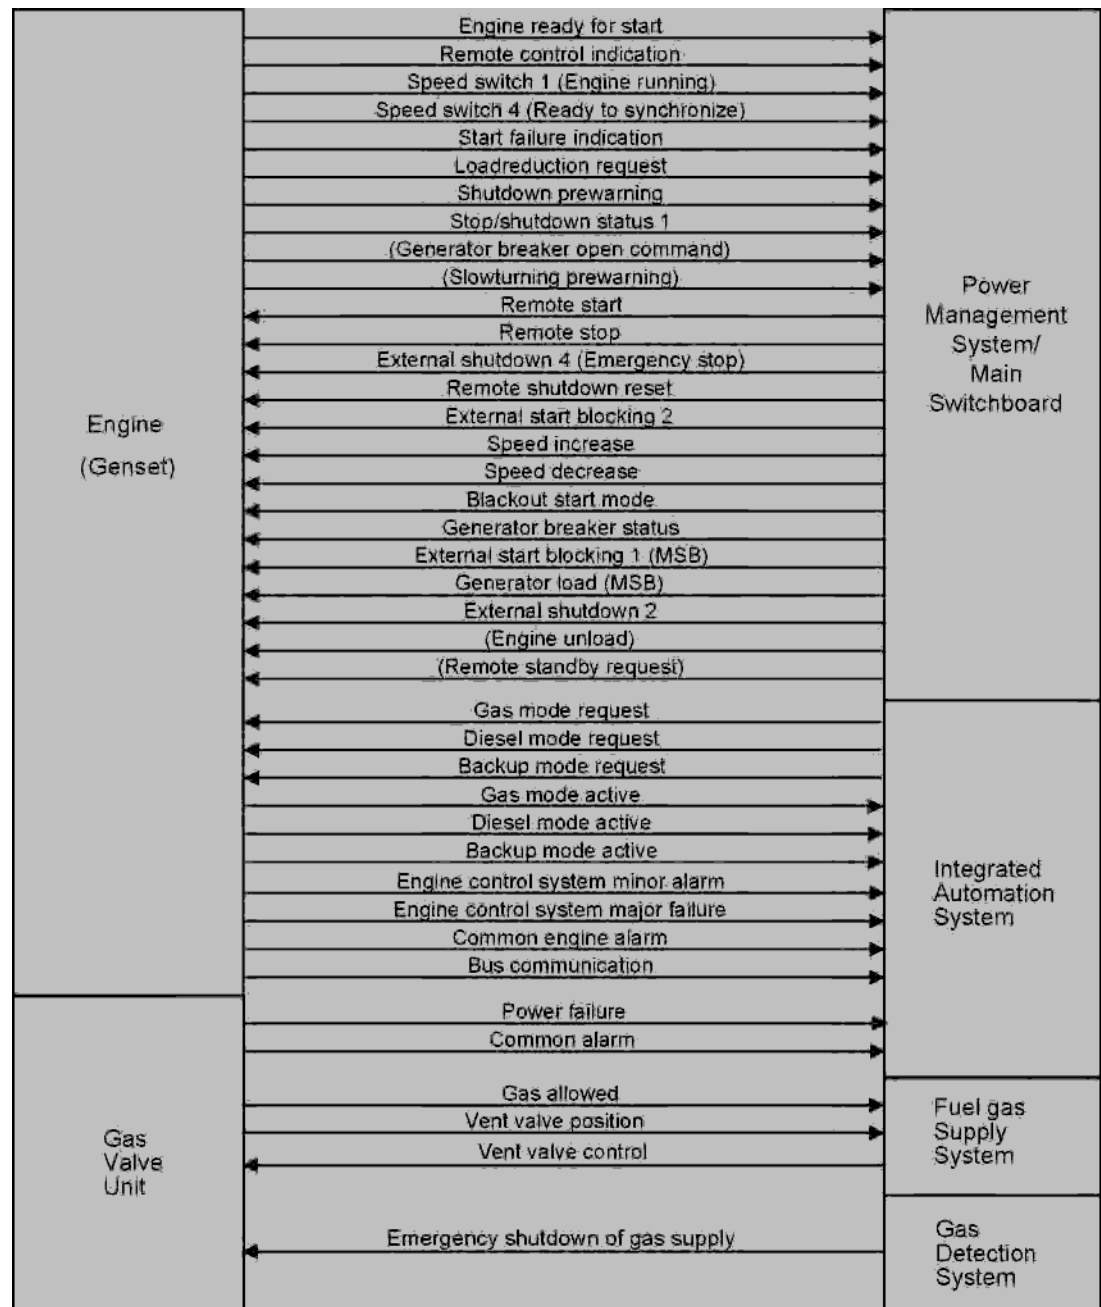 Engine ready for start
Remote control indication
Speed switch 1 (Engine running)
Speed switch 4 (Ready to synchronize)
Start failure indication
Loadreduction request
Shutdown prewarning
Stop/shutdown status 1
(Generator breaker open command)
(Slowturning prewarning)
Remote start
Remote stop
External shutdown 4 (Emergency stop)
Remote shutdown reset
External start blocking 2
Speed increase
Speed decrease
Blackout start mode
Generator breaker status
External start blocking 1 (MSB)
Generator load (MSB)
External shutdown 2
(Engine unload)
(Remote standby request)
Power
Management
System/
Main
Switchboard
Engine
(Genset)
Gas mode request
Diesel mode request
Backup mode request
Gas mode active
Diesel mode active
Backup mode active
Engine control system minor alarm
Engine control system major failure
Common engine alarm
Bus communication
Integrated
Automation
System
Power failure
Common alarm
Gas allowed
Vent valve position
Vent valve control
Fuel gas
Supply
System
Gas
Valve
Unit
Emergency shutdown of gas supply
Gas
Detection
System